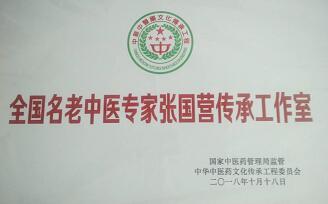 全国名老中医专家张国营传承工作室
国家中医药管理局监管
中华中医药文化传承工程委员会
二〇一八年十月十八日